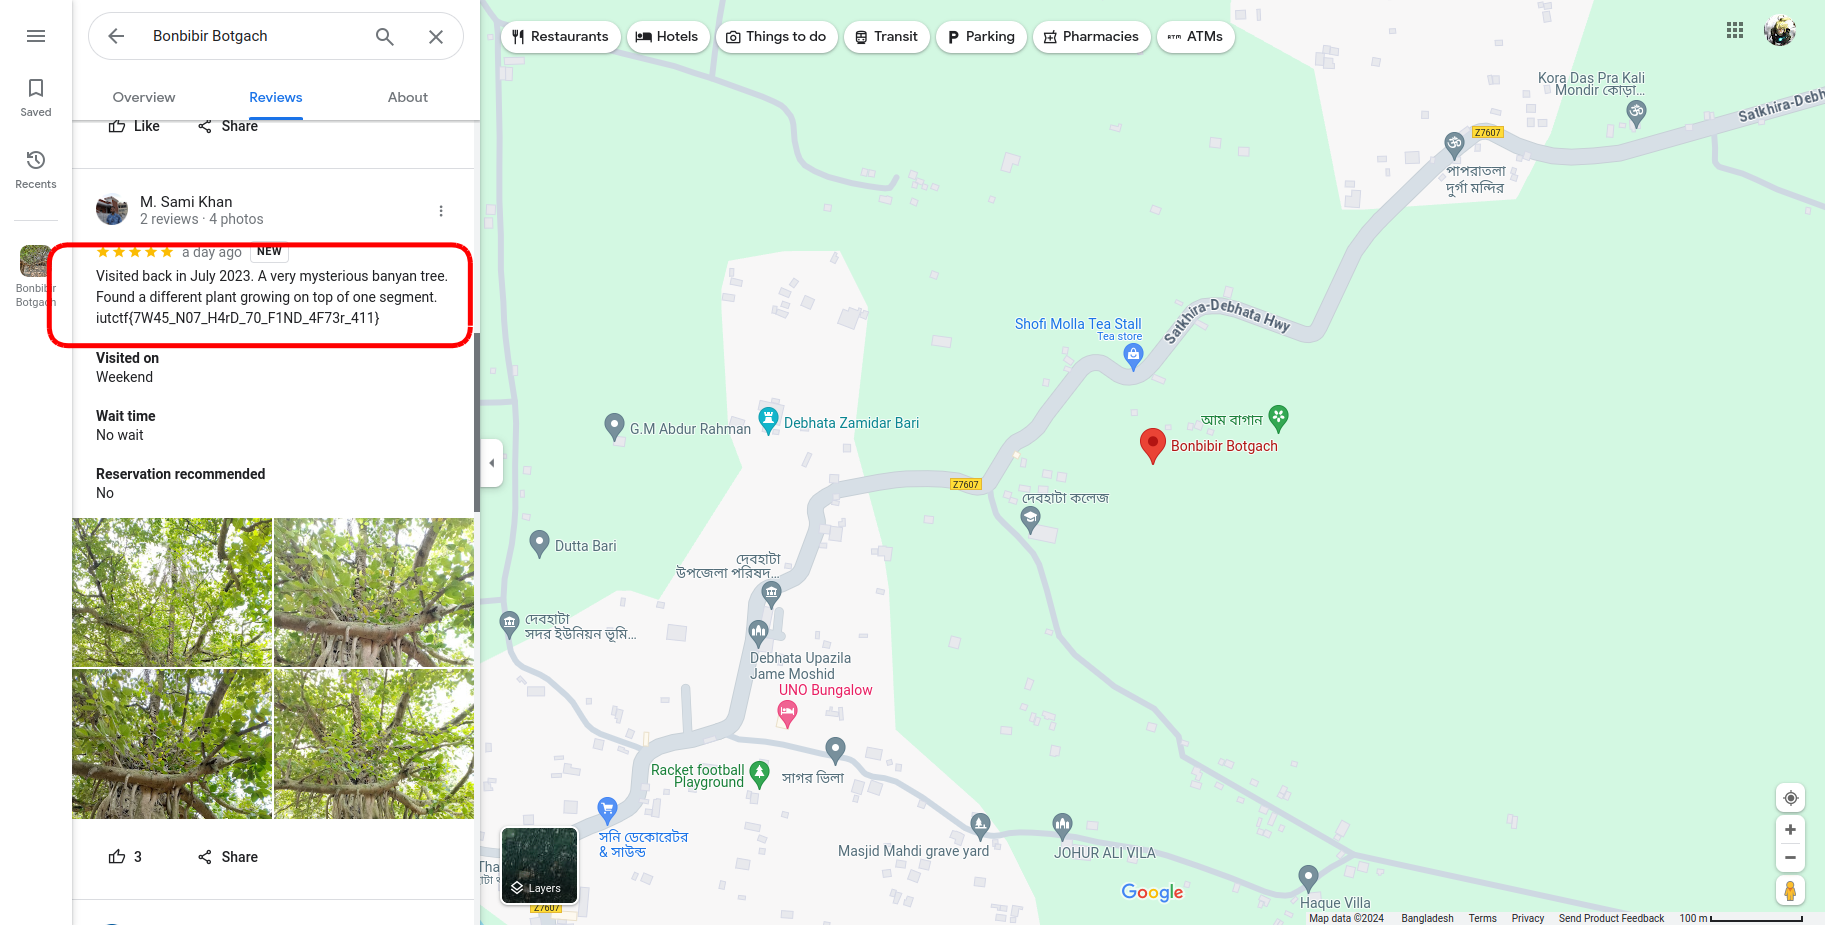 Bonbibir Botgach
Saved
Recents
Bonbibir
Botgach
Overview
Reviews
About
Like
Share
M. Sami Khan
2 reviews · 4 photos
a day ago
NEW
Visited back in July 2023. A very mysterious banyan tree.
Found a different plant growing on top of one segment.
iutctf{7W45_N07_H4rD_70_F1ND_4F73r_411}
Visited on
Weekend
Wait time
No wait
Reservation recommended
No
3
Share
Restaurants
Hotels
Things to do
Transit
Parking
Pharmacies
ATM
ATMs
Kora Das Pra Kali
Mondir কোড়া...
Satkhira-Debh
Z7607
পাপরাতলা
দুর্গা মন্দির
Shofi Molla Tea Stall
Tea store
Satkhira-Debhata Hwy
G.M Abdur Rahman
Debhata Zamidar Bari
আম বাগান
Bonbibir Botgach
Z7607
দেবহাটা কলেজ
Dutta Bari
দেবহাটা
উপজেলা পরিষদ...
দেবহাটা
সদর ইউনিয়ন ভূমি...
Debhata Upazila
Jame Moshid
UNO Bungalow
Racket football
Playground
সাগর ভিলা
সনি ডেকোরেটর
& সাউন্ড
Masjid Mahdi grave yard
JOHUR ALI VILA
Tha
Layers
Z7607
Google
Haque Villa
Map data ©2024
Bangladesh
Terms
Privacy
Send Product Feedback
100 m